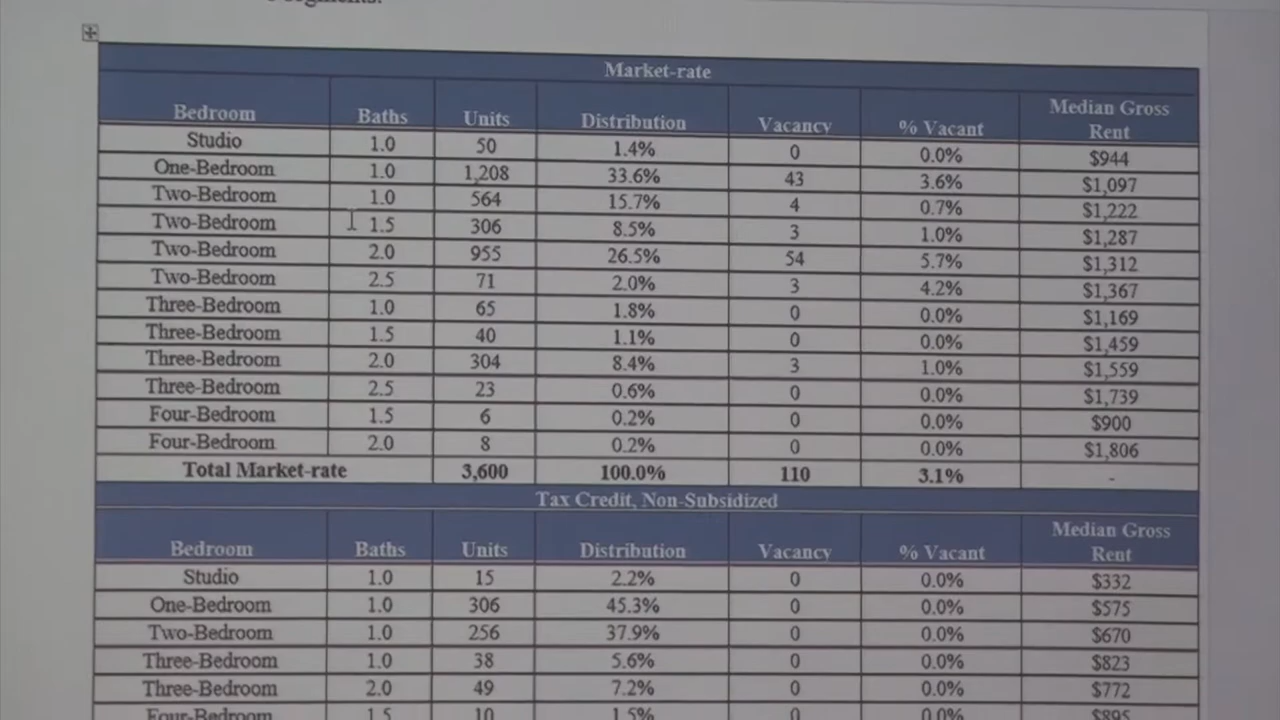 segments.
Market-rate
Bedroom Baths Units Distribution Vacancy % Vacant Median Gross Rent
Studio 1.0 50 1.4% 0 0.0% $944
One-Bedroom 1.0 1,208 33.6% 43 3.6% $1,097
Two-Bedroom 1.0 564 15.7% 4 0.7% $1,222
Two-Bedroom 1.5 306 8.5% 3 1.0% $1,287
Two-Bedroom 2.0 955 26.5% 54 5.7% $1,312
Two-Bedroom 2.5 71 2.0% 3 4.2% $1,367
Three-Bedroom 1.0 65 1.8% 0 0.0% $1,169
Three-Bedroom 1.5 40 1.1% 0 0.0% $1,459
Three-Bedroom 2.0 304 8.4% 3 1.0% $1,559
Three-Bedroom 2.5 23 0.6% 0 0.0% $1,739
Four-Bedroom 1.5 6 0.2% 0 0.0% $900
Four-Bedroom 2.0 8 0.2% 0 0.0% $1,806
Total Market-rate 3,600 100.0% 110 3.1% -
Tax Credit, Non-Subsidized
Bedroom Baths Units Distribution Vacancy % Vacant Median Gross Rent
Studio 1.0 15 2.2% 0 0.0% $332
One-Bedroom 1.0 306 45.3% 0 0.0% $575
Two-Bedroom 1.0 256 37.9% 0 0.0% $670
Three-Bedroom 1.0 38 5.6% 0 0.0% $823
Three-Bedroom 2.0 49 7.2% 0 0.0% $772
Four-Bedroom 1.5 10 1.5% 0 0.0% $895